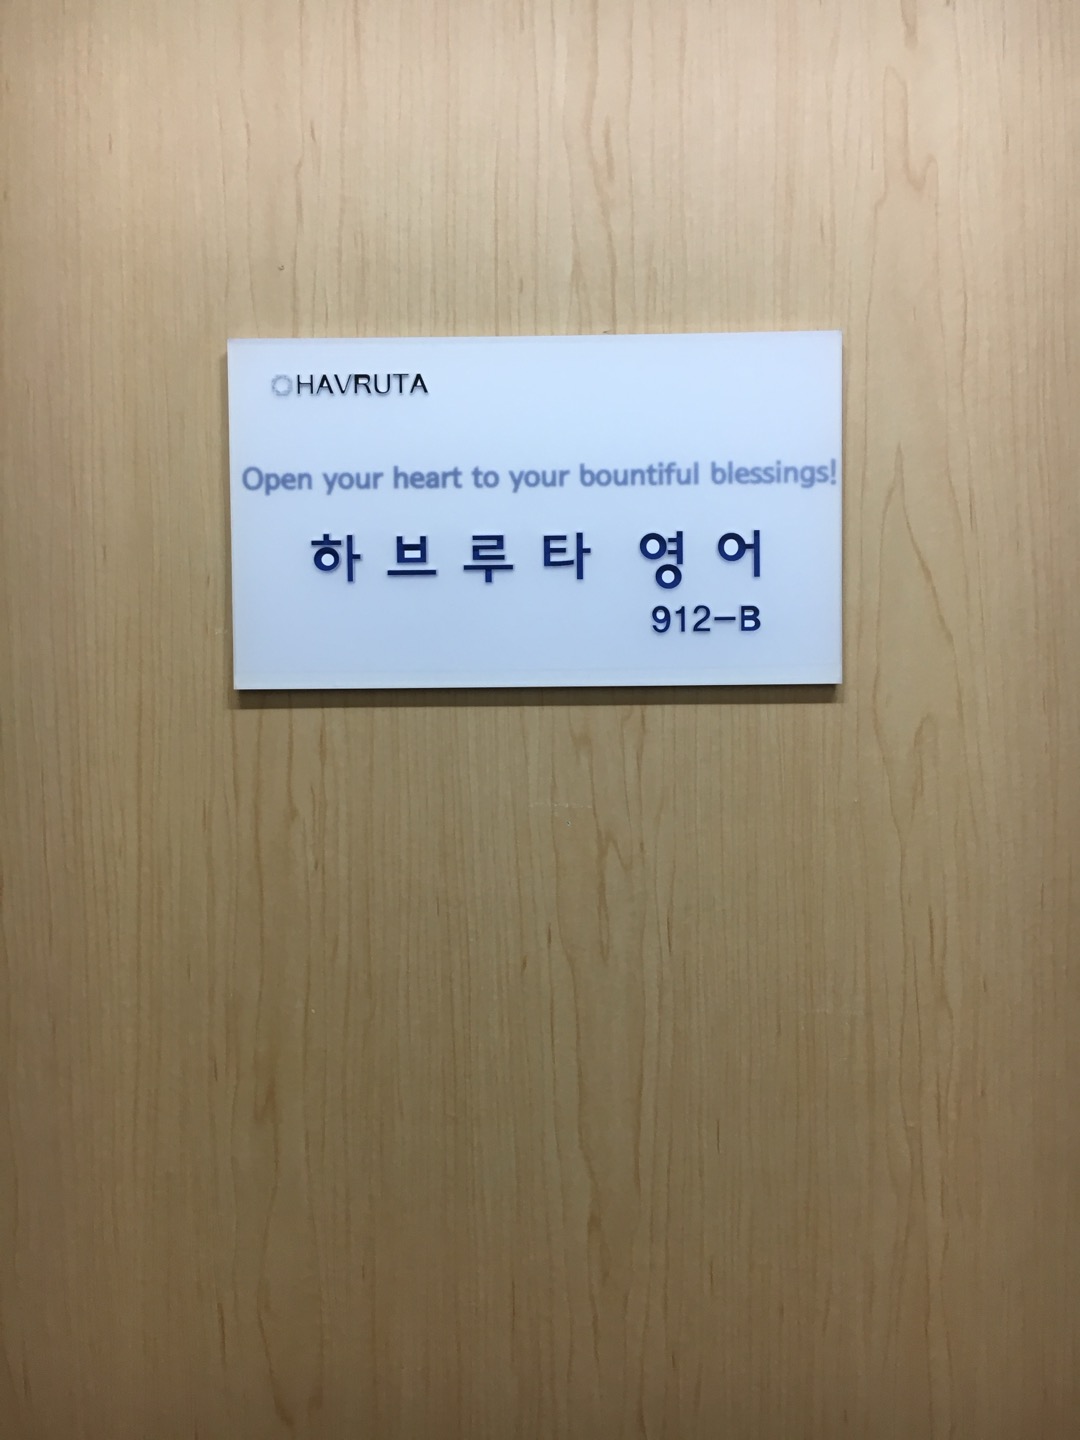 HAVRUTA
Open your heart to your bountiful blessings!
하브루타 영어
912-B